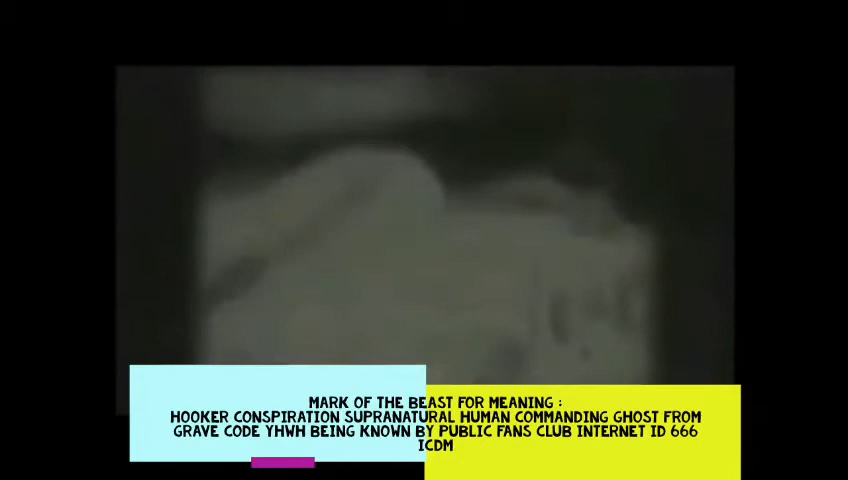 MARK OF THE BEAST FOR MEANING :
HOOKER CONSPIRATION SUPRANATURAL HUMAN COMMANDING GHOST FROM
GRAVE CODE YHWH BEING KNOWN BY PUBLIC FANS CLUB INTERNET ID 666
ICDM